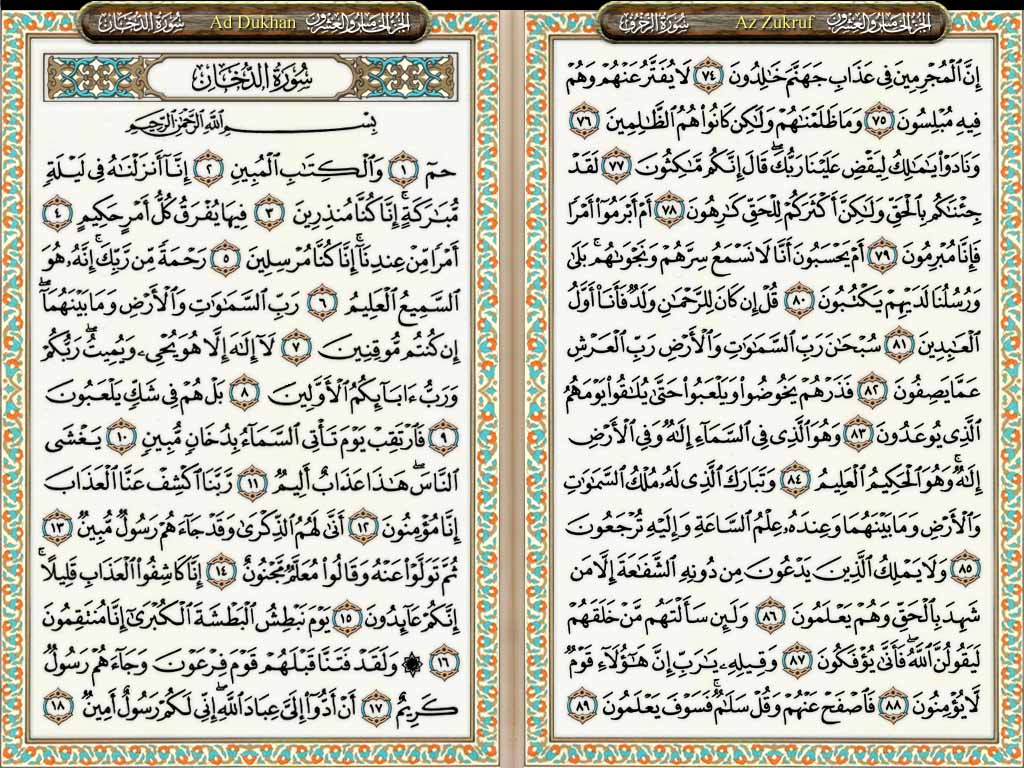 سُورَةُ الزُّخْرُفِ Az Zukruf الجزء الخامس والعشرون
إِنَّ ٱلْمُجْرِمِينَ فِى عَذَابِ جَهَنَّمَ خَٰلِدُونَ ٧٤ لَا يُفَتَّرُ عَنْهُمْ وَهُمْ
فِيهِ مُبْلِسُونَ ٧٥ وَمَا ظَلَمْنَٰهُمْ وَلَٰكِن كَانُوا۟ هُمُ ٱلظَّٰلِمِينَ ٧٦
وَنَادَوْا۟ يَٰمَٰلِكُ لِيَقْضِ عَلَيْنَا رَبُّكَ ۖ قَالَ إِنَّكُم مَّٰكِثُونَ ٧٧ لَقَدْ
جِئْنَٰكُم بِٱلْحَقِّ وَلَٰكِنَّ أَكْثَرَكُمْ لِلْحَقِّ كَٰرِهُونَ ٧٨ أَمْ أَبْرَمُوٓا۟ أَمْرًا
فَإِنَّا مُبْرِمُونَ ٧٩ أَمْ يَحْسَبُونَ أَنَّا لَا نَسْمَعُ سِرَّهُمْ وَنَجْوَىٰهُم ۚ بَلَىٰ
وَرُسُلُنَا لَدَيْهِمْ يَكْتُبُونَ ٨٠ قُلْ إِن كَانَ لِلرَّحْمَٰنِ وَلَدٌ فَأَنَا۠ أَوَّلُ
ٱلْعَٰبِدِينَ ٨١ سُبْحَٰنَ رَبِّ ٱلسَّمَٰوَٰتِ وَٱلْأَرْضِ رَبِّ ٱلْعَرْشِ
عَمَّا يَصِفُونَ ٨٢ فَذَرْهُمْ يَخُوضُوا۟ وَيَلْعَبُوا۟ حَتَّىٰ يُلَٰقُوا۟ يَوْمَهُمُ
ٱلَّذِى يُوعَدُونَ ٨٣ وَهُوَ ٱلَّذِى فِى ٱلسَّمَآءِ إِلَٰهٌ وَفِى ٱلْأَرْضِ
إِلَٰهٌ ۚ وَهُوَ ٱلْحَكِيمُ ٱلْعَلِيمُ ٨٤ وَتَبَارَكَ ٱلَّذِى لَهُۥ مُلْكُ ٱلسَّمَٰوَٰتِ
وَٱلْأَرْضِ وَمَا بَيْنَهُمَا وَعِندَهُۥ عِلْمُ ٱلسَّاعَةِ وَإِلَيْهِ تُرْجَعُونَ
٨٥ وَلَا يَمْلِكُ ٱلَّذِينَ يَدْعُونَ مِن دُونِهِ ٱلشَّفَٰعَةَ إِلَّا مَن
شَهِدَ بِٱلْحَقِّ وَهُمْ يَعْلَمُونَ ٨٦ وَلَئِن سَأَلْتَهُم مَّنْ خَلَقَهُمْ
لَيَقُولُنَّ ٱللَّهُ ۖ فَأَنَّىٰ يُؤْفَكُونَ ٨٧ وَقِيلِهِۦ يَٰرَبِّ إِنَّ هَٰٓؤُلَآءِ قَوْمٌ
لَّا يُؤْمِنُونَ ٨٨ فَٱصْفَحْ عَنْهُمْ وَقُلْ سَلَٰمٌ ۚ فَسَوْفَ يَعْلَمُونَ ٨٩
سُورَةُ الدُّخَانِ Ad Dukhan الجزء الخامس والعشرون
سُورَةُ الدُّخَانِ
بِسْمِ ٱللَّهِ ٱلرَّحْمَٰنِ ٱلرَّحِيمِ
حمٓ ١ وَٱلْكِتَٰبِ ٱلْمُبِينِ ٢ إِنَّآ أَنزَلْنَٰهُ فِى لَيْلَةٍ
مُّبَٰرَكَةٍ ۚ إِنَّا كُنَّا مُنذِرِينَ ٣ فِيهَا يُفْرَقُ كُلُّ أَمْرٍ حَكِيمٍ ٤
أَمْرًا مِّنْ عِندِنَآ ۚ إِنَّا كُنَّا مُرْسِلِينَ ٥ رَحْمَةً مِّن رَّبِّكَ ۚ إِنَّهُۥ هُوَ
ٱلسَّمِيعُ ٱلْعَلِيمُ ٦ رَبِّ ٱلسَّمَٰوَٰتِ وَٱلْأَرْضِ وَمَا بَيْنَهُمَآ ۖ
إِن كُنتُم مُّوقِنِينَ ٧ لَآ إِلَٰهَ إِلَّا هُوَ يُحْىِۦ وَيُمِيتُ ۖ رَبُّكُمْ
وَرَبُّ ءَابَآئِكُمُ ٱلْأَوَّلِينَ ٨ بَلْ هُمْ فِى شَكٍّ يَلْعَبُونَ
٩ فَٱرْتَقِبْ يَوْمَ تَأْتِى ٱلسَّمَآءُ بِدُخَانٍ مُّبِينٍ ١٠ يَغْشَى
ٱلنَّاسَ ۖ هَٰذَا عَذَابٌ أَلِيمٌ ١١ رَّبَّنَا ٱكْشِفْ عَنَّا ٱلْعَذَابَ
إِنَّا مُؤْمِنُونَ ١٢ أَنَّىٰ لَهُمُ ٱلذِّكْرَىٰ وَقَدْ جَآءَهُمْ رَسُولٌ مُّبِينٌ ١٣
ثُمَّ تَوَلَّوْا۟ عَنْهُ وَقَالُوا۟ مُعَلَّمٌ مَّجْنُونٌ ١٤ إِنَّا كَاشِفُوا۟ ٱلْعَذَابِ قَلِيلًا ۚ
إِنَّكُمْ عَآئِدُونَ ١٥ يَوْمَ نَبْطِشُ ٱلْبَطْشَةَ ٱلْكُبْرَىٰٓ إِنَّا مُنتَقِمُونَ
١٦ ۞ وَلَقَدْ فَتَنَّا قَبْلَهُمْ قَوْمَ فِرْعَوْنَ وَجَآءَهُمْ رَسُولٌ
كَرِيمٌ ١٧ أَنْ أَدُّوٓا۟ إِلَىَّ عِبَادَ ٱللَّهِ ۖ إِنِّى لَكُمْ رَسُولٌ أَمِينٌ ١٨